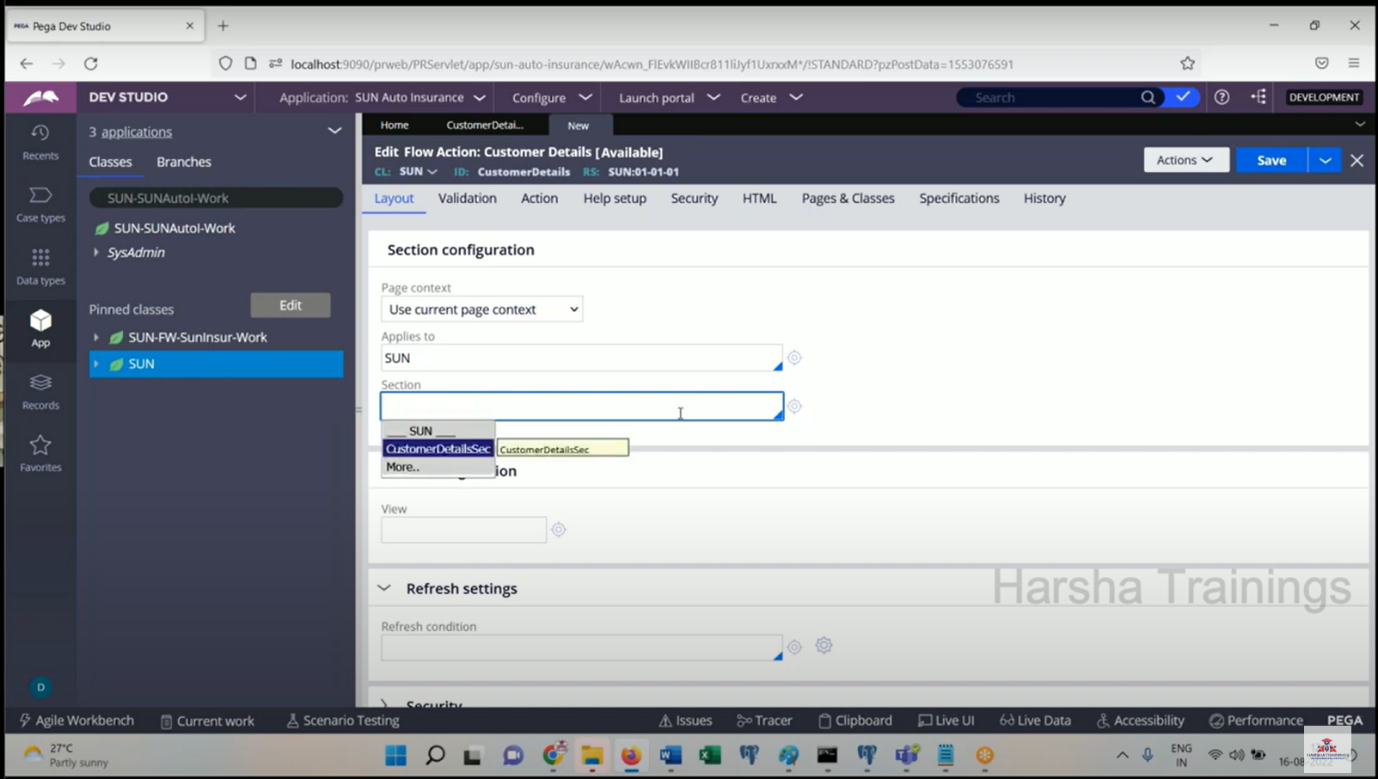 PEGA Pega Dev Studio
localhost:9090/prweb/PRServlet/app/sun-auto-insurance/wAcwn_FlEvkWIIBcr811liJyf1UxrxxM*/!STANDARD?pzPostData=1553076591
DEV STUDIO
Application: SUN Auto Insurance
Configure
Launch portal
Create
Search
DEVELOPMENT
Recents
Case types
Data types
App
Records
Favorites
D
3 applications
Classes Branches
SUN-SUNAutoI-Work
SUN-SUNAutoI-Work
SysAdmin
Pinned classes
Edit
SUN-FW-SunInsur-Work
SUN
Home CustomerDetai... New
Edit Flow Action: Customer Details [Available]
CL: SUN ID: CustomerDetails RS: SUN:01-01-01
Actions
Save
Layout Validation Action Help setup Security HTML Pages & Classes Specifications History
Section configuration
Page context
Use current page context
Applies to
SUN
Section
___ SUN ___
CustomerDetailsSec CustomerDetailsSec
More..
ion
View
Refresh settings
Refresh condition
Harsha Trainings
Security
Agile Workbench Current work Scenario Testing Issues Tracer Clipboard Live UI Live Data Accessibility Performance PEGA
27°C
Partly sunny
ENG
IN
16-08-2022